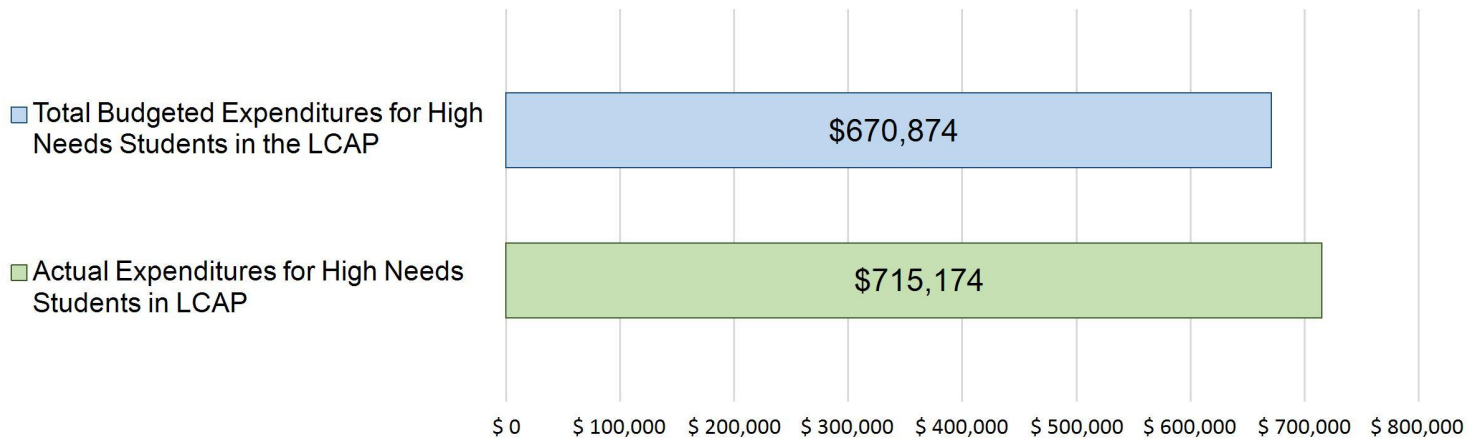 Total Budgeted Expenditures for High
Needs Students in the LCAP
$670,874
Actual Expenditures for High Needs
Students in LCAP
$715,174
$ 0 $ 100,000 $ 200,000 $ 300,000 $ 400,000 $ 500,000 $ 600,000 $ 700,000 $ 800,000